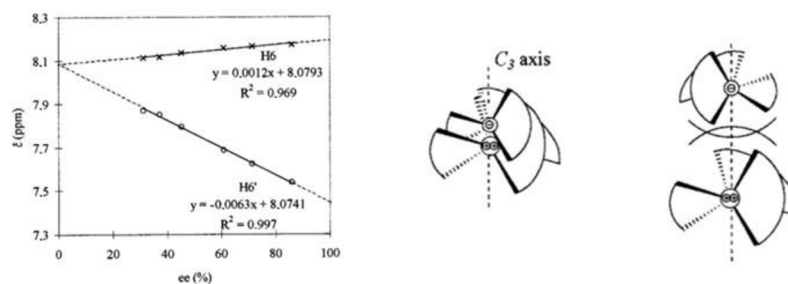 8.3
8.1
7.9
7.7
7.5
7.3
ξ (ppm)
H6
y = 0.0012x + 8.0793
R² = 0.969
H6'
y = -0.0063x + 8.0741
R² = 0.997
0
20
40
60
80
100
ee (%)
C₃ axis